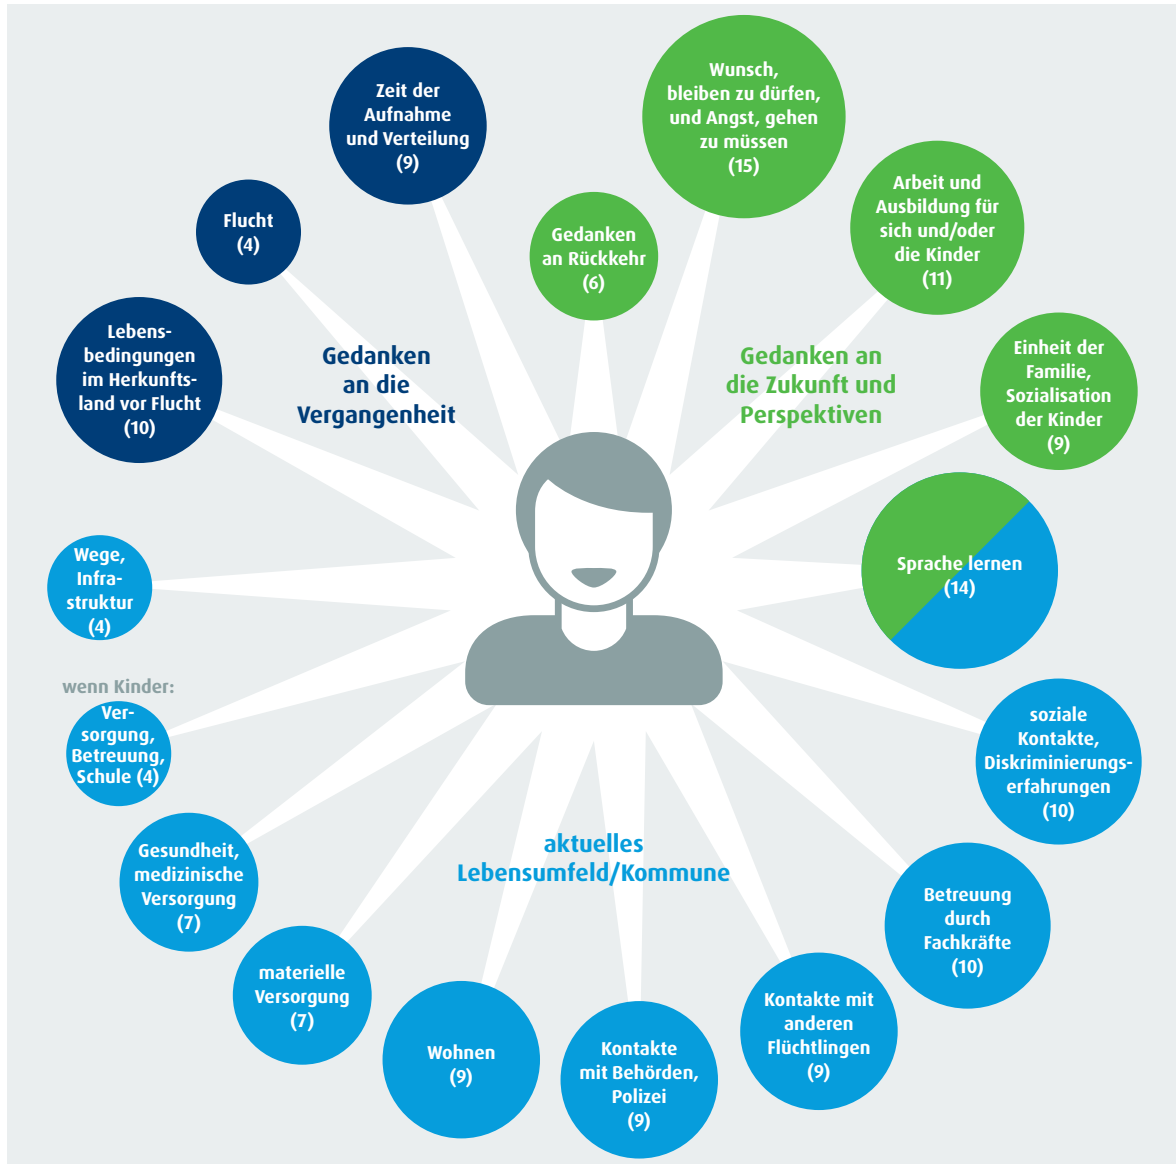 Zeit der
Aufnahme
und Verteilung
(9)
Wunsch,
bleiben zu dürfen,
und Angst, gehen
zu müssen
(15)
Flucht
(4)
Gedanken
an Rückkehr
(6)
Arbeit und
Ausbildung für
sich und/oder
die Kinder
(11)
Lebens-
bedingungen
im Herkunfts-
land vor Flucht
(10)
Gedanken
an die
Vergangenheit
Gedanken an
die Zukunft und
Perspektiven
Einheit der
Familie,
Sozialisation
der Kinder
(9)
Wege,
Infra-
struktur
(4)
Sprache lernen
(14)
wenn Kinder:
Ver-
sorgung,
Betreuung,
Schule (4)
soziale
Kontakte,
Diskriminierungs-
erfahrungen
(10)
Gesundheit,
medizinische
Versorgung
(7)
aktuelles
Lebensumfeld/Kommune
Betreuung
durch
Fachkräfte
(10)
materielle
Versorgung
(7)
Wohnen
(9)
Kontakte
mit Behörden,
Polizei
(9)
Kontakte mit
anderen
Flüchtlingen
(9)